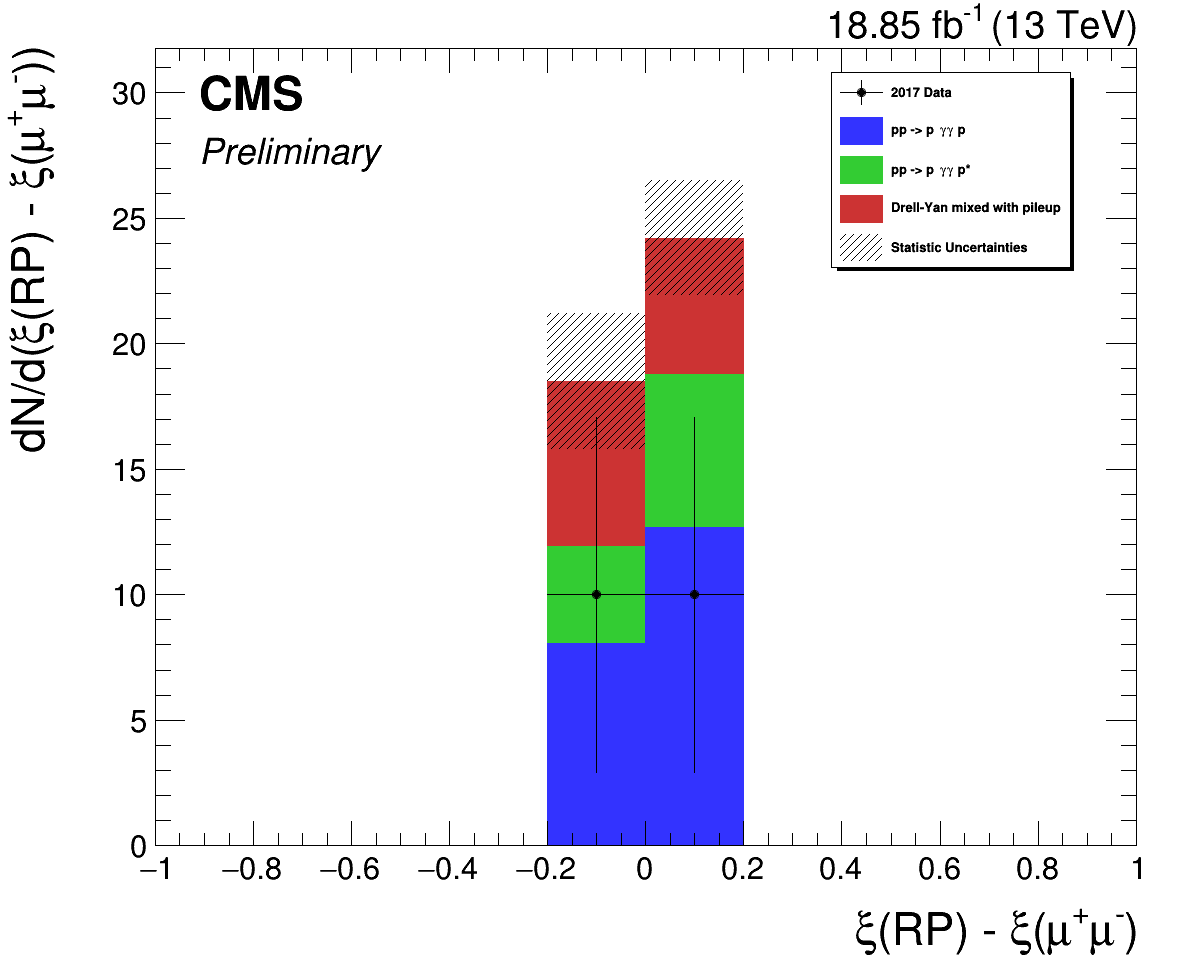 18.85 fb⁻¹ (13 TeV)
CMS
Preliminary
2017 Data
pp -> p γγ p
pp -> p γγ p*
Drell-Yan mixed with pileup
Statistic Uncertainties
dN/d(ξ(RP) - ξ(μ⁺μ⁻))
30
25
20
15
10
5
0
−1 −0.8 −0.6 −0.4 −0.2 0 0.2 0.4 0.6 0.8 1
ξ(RP) - ξ(μ⁺μ⁻)